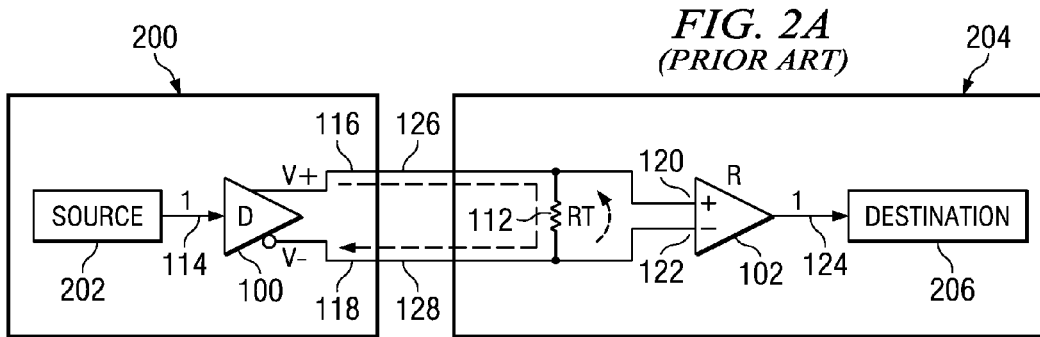 FIG. 2A
(PRIOR ART)
200
204
116
126
V+
120
R
1
SOURCE
D
112
RT
+
−
1
DESTINATION
114
V−
122
202
100
118
128
102
124
206